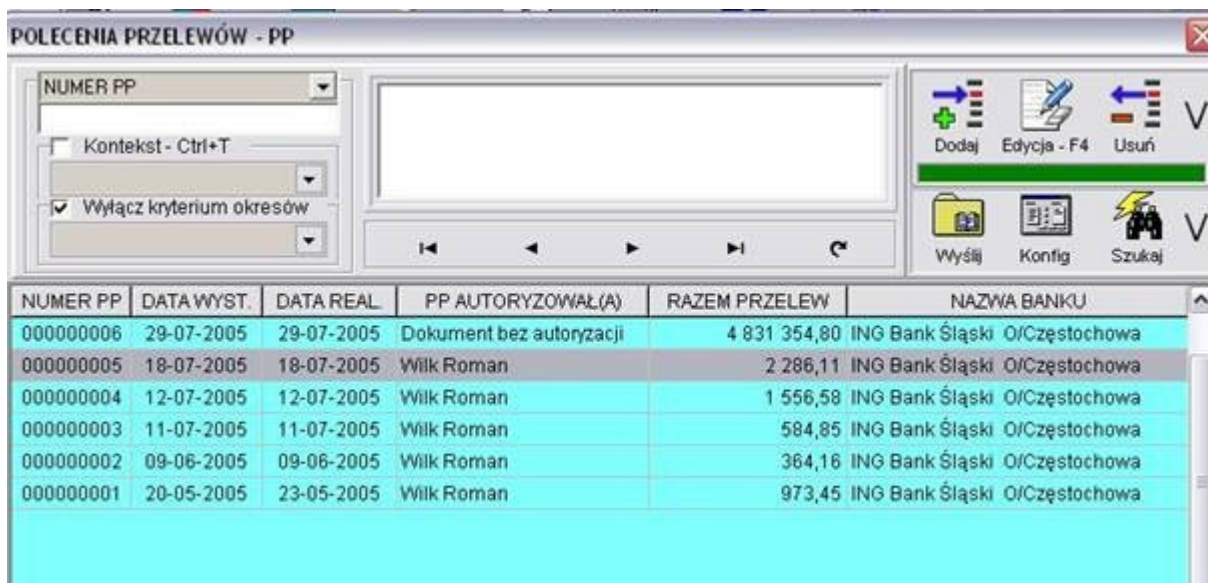 POLECENIA PRZELEWÓW - PP
NUMER PP
Kontekst - Ctrl+T
Wyłącz kryterium okresów
Dodaj Edycja - F4 Usuń
Wyślij Konfig Szukaj
NUMER PP DATA WYST. DATA REAL. PP AUTORYZOWAŁ(A) RAZEM PRZELEW NAZWA BANKU
000000006 29-07-2005 29-07-2005 Dokument bez autoryzacji 4 831 354,80 ING Bank Śląski O/Częstochowa
000000005 18-07-2005 18-07-2005 Wilk Roman 2 286,11 ING Bank Śląski O/Częstochowa
000000004 12-07-2005 12-07-2005 Wilk Roman 1 556,58 ING Bank Śląski O/Częstochowa
000000003 11-07-2005 11-07-2005 Wilk Roman 584,85 ING Bank Śląski O/Częstochowa
000000002 09-06-2005 09-06-2005 Wilk Roman 364,16 ING Bank Śląski O/Częstochowa
000000001 20-05-2005 23-05-2005 Wilk Roman 973,45 ING Bank Śląski O/Częstochowa